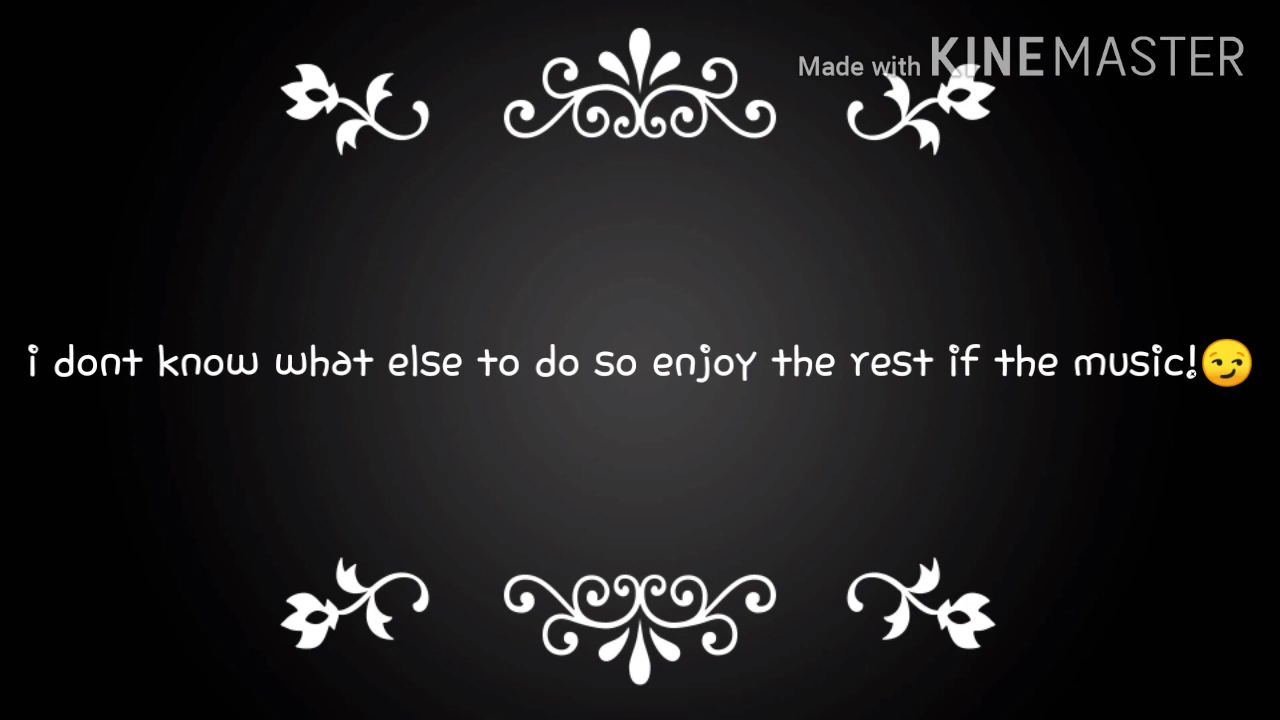 Made with KINEMASTER
i dont know what else to do so enjoy the rest if the music!😏